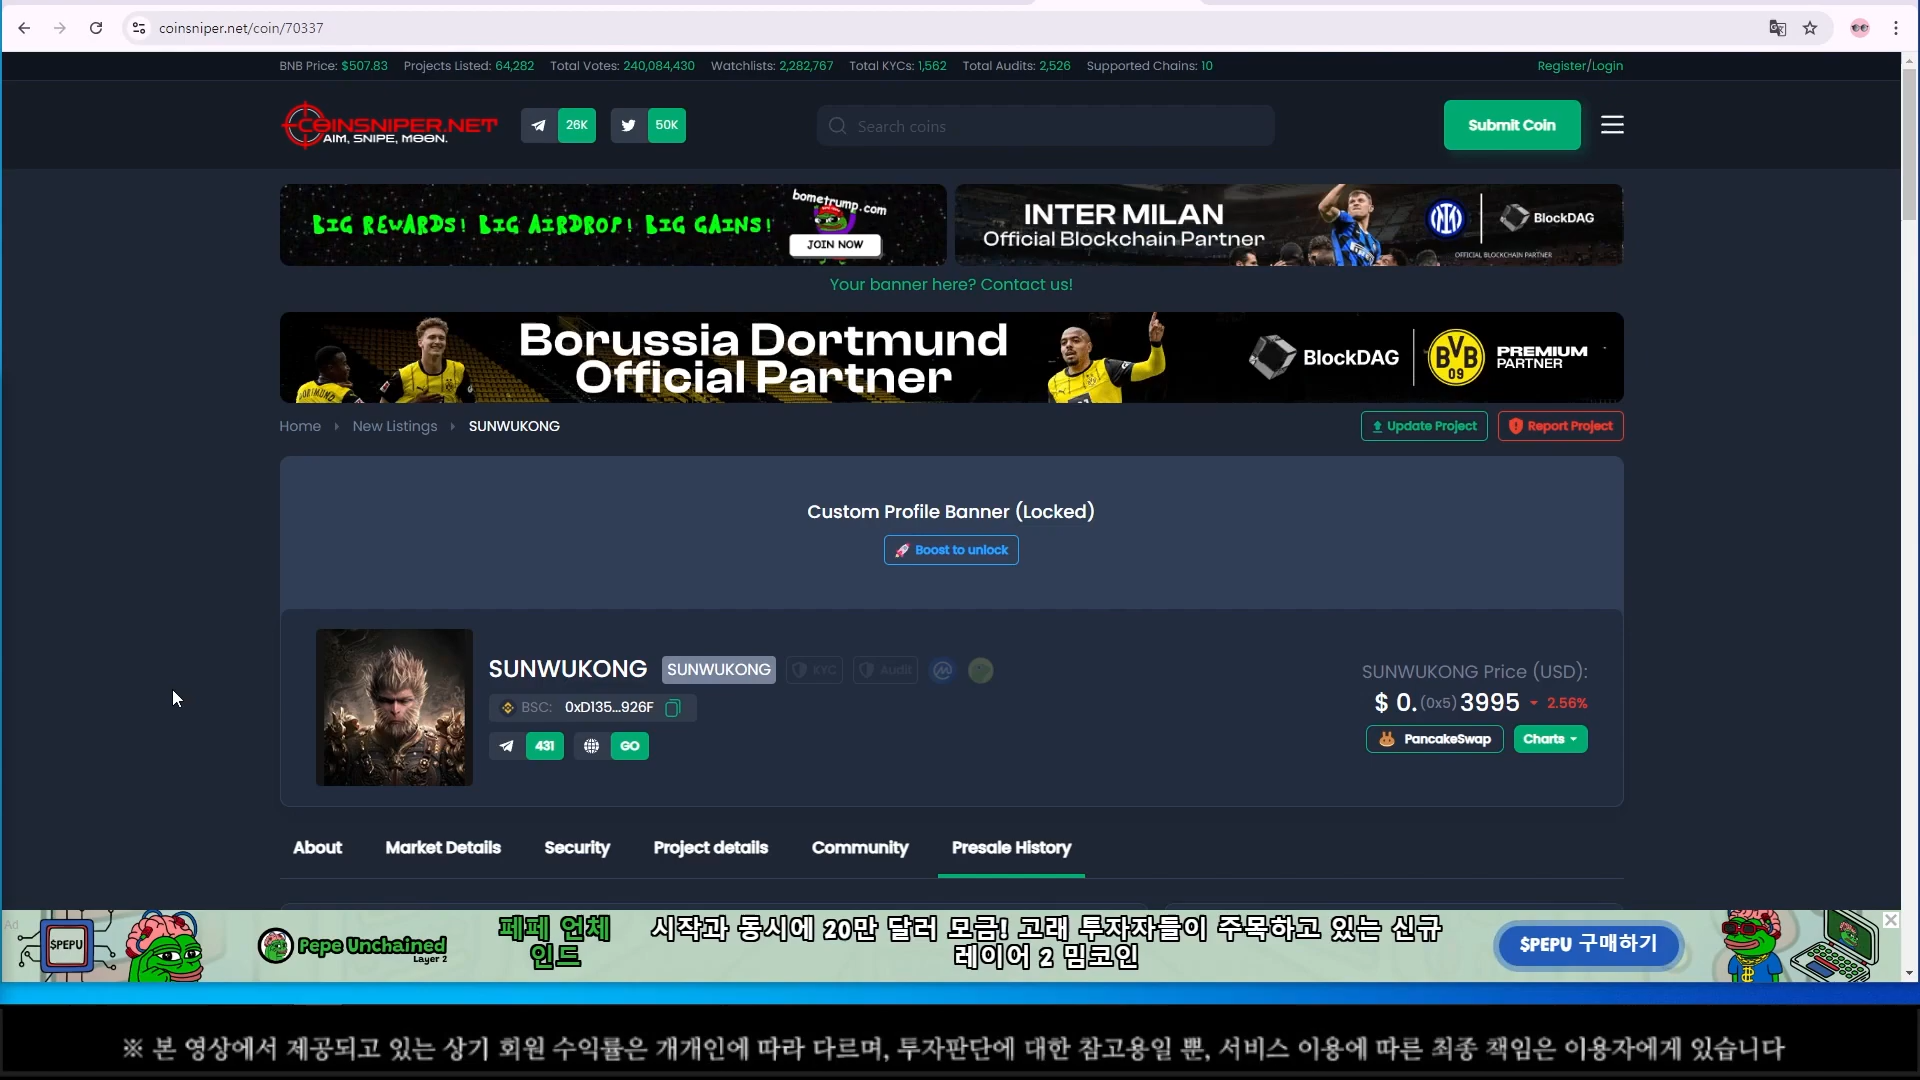 coinsniper.net/coin/70337
BNB Price: $507.83 Projects Listed: 64,282 Total Votes: 240,084,430 Watchlists: 2,282,767 Total KYCs: 1,562 Total Audits: 2,526 Supported Chains: 10 Register/Login
COINSNIPER.NET
AIM, SNIPE, MOON.
26K 50K Search coins Submit Coin
BIG REWARDS! BIG AIRDROP! BIG GAINS!
bometrump.com
JOIN NOW
INTER MILAN
Official Blockchain Partner
BlockDAG
OFFICIAL BLOCKCHAIN PARTNER
Your banner here? Contact us!
Borussia Dortmund
Official Partner
BlockDAG
BVB
09
PREMIUM
PARTNER
Home New Listings SUNWUKONG Update Project Report Project
Custom Profile Banner (Locked)
Boost to unlock
SUNWUKONG SUNWUKONG KYC Audit
BSC: 0xD135...926F
431 GO
SUNWUKONG Price (USD):
$ 0.(0x5)3995 2.56%
PancakeSwap Charts
About Market Details Security Project details Community Presale History
Ad
$PEPU
Pepe Unchained
Layer 2
페페 언체
인드
시작과 동시에 20만 달러 모금! 고래 투자자들이 주목하고 있는 신규
레이어 2 밈코인
$PEPU 구매하기
※ 본 영상에서 제공되고 있는 상기 회원 수익률은 개개인에 따라 다르며, 투자판단에 대한 참고용일 뿐, 서비스 이용에 따른 최종 책임은 이용자에게 있습니다